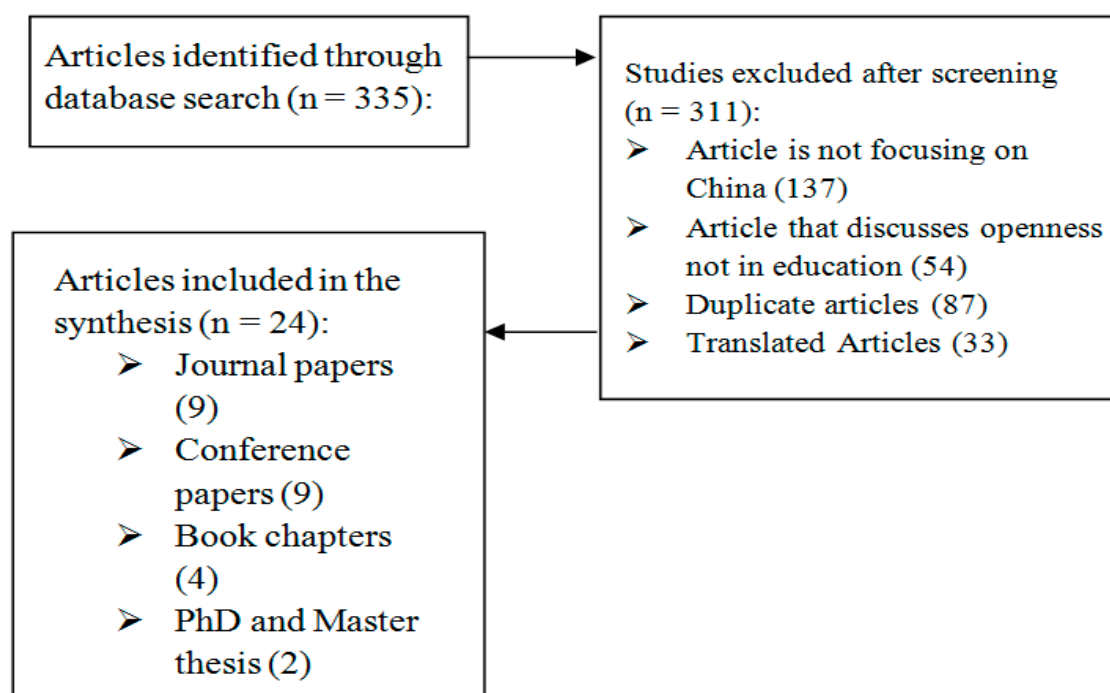 Articles identified through
database search (n = 335):
Studies excluded after screening
(n = 311):
➢ Article is not focusing on
China (137)
➢ Article that discusses openness
not in education (54)
➢ Duplicate articles (87)
➢ Translated Articles (33)
Articles included in the
synthesis (n = 24):
➢ Journal papers
(9)
➢ Conference
papers (9)
➢ Book chapters
(4)
➢ PhD and Master
thesis (2)